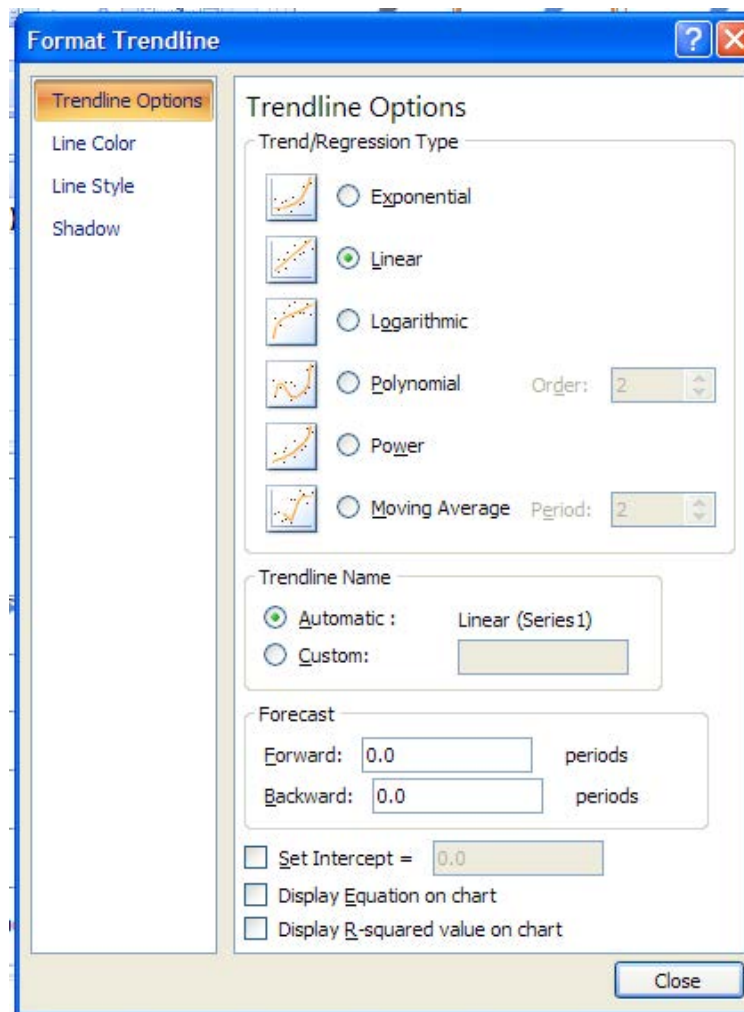 Format Trendline
?
Trendline Options
Line Color
Line Style
Shadow
Trendline Options
Trend/Regression Type
Exponential
Linear
Logarithmic
Polynomial Order: 2
Power
Moving Average Period: 2
Trendline Name
Automatic : Linear (Series1)
Custom:
Forecast
Forward: 0.0 periods
Backward: 0.0 periods
Set Intercept = 0.0
Display Equation on chart
Display R-squared value on chart
Close